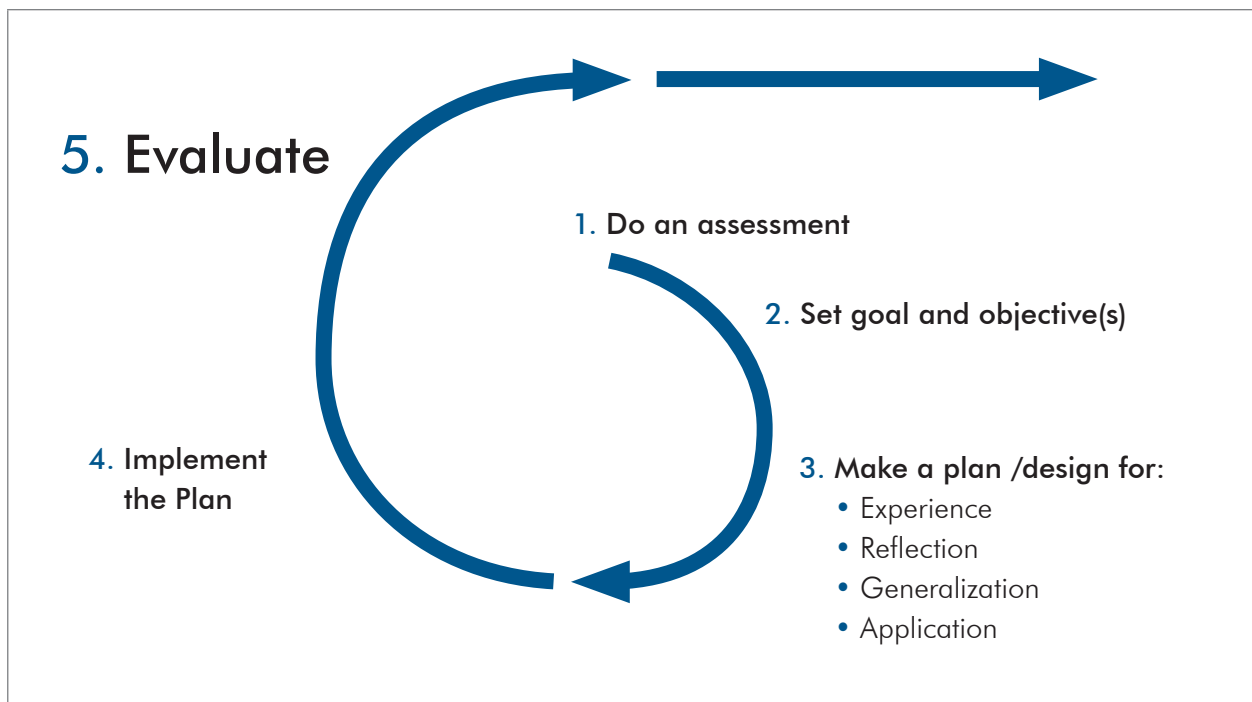 1. Do an assessment
2. Set goal and objective(s)
3. Make a plan /design for:
• Experience
• Reflection
• Generalization
• Application
4. Implement
the Plan
5. Evaluate